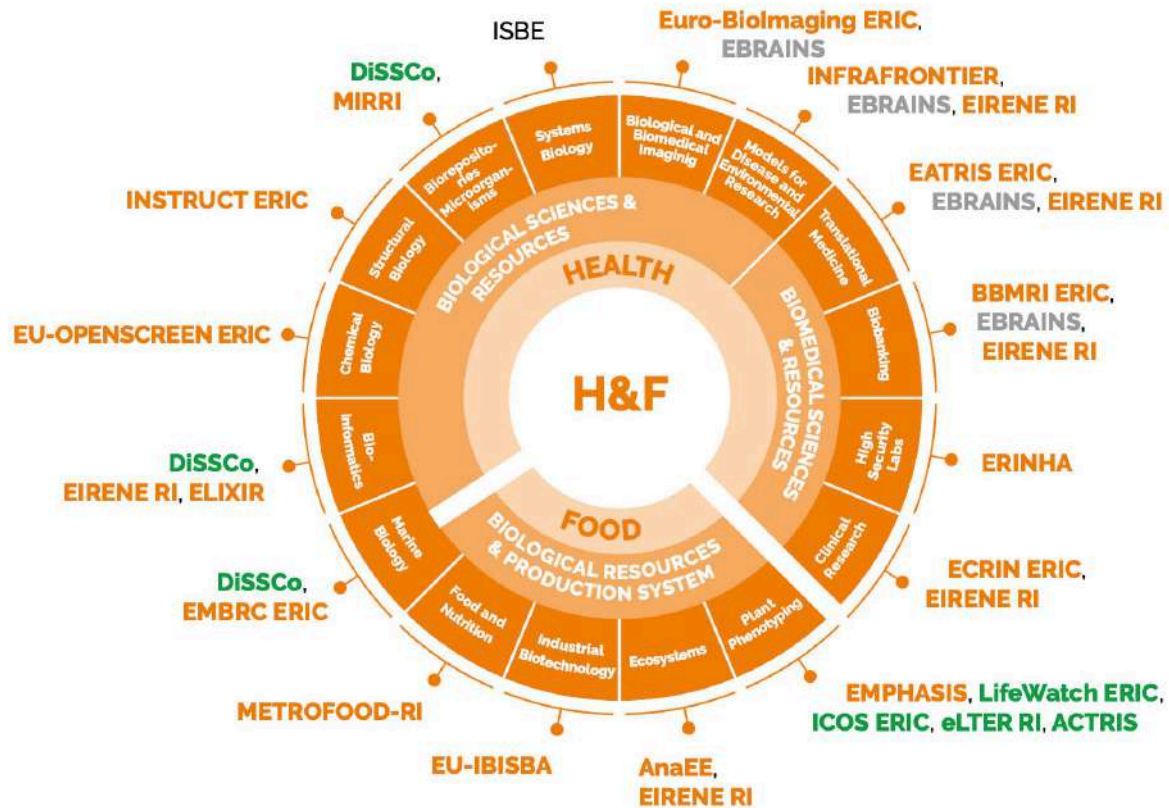 ISBE
Euro-BioImaging ERIC,
EBRAINS
DiSSCo,
MIRRI
INFRAFRONTIER,
EBRAINS, EIRENE RI
INSTRUCT ERIC
EATRIS ERIC,
EBRAINS, EIRENE RI
EU-OPENSCREEN ERIC
BBMRI ERIC,
EBRAINS,
EIRENE RI
DiSSCo,
EIRENE RI, ELIXIR
ERINHA
DiSSCo,
EMBRC ERIC
ECRIN ERIC,
EIRENE RI
METROFOOD-RI
EMPHASIS, LifeWatch ERIC,
ICOS ERIC, eLTER RI, ACTRIS
EU-IBISBA
AnaEE,
EIRENE RI
Systems
Biology
Biological and
Biomedical
Imaginig
Models for
Disease and
Environmental
Research
Translational
Medicine
Biobanking
High
Security
Labs
Clinical
Research
Plant
Phenotyping
Ecosystems
Industrial
Biotechnology
Food and
Nutrition
Marine
Biology
Bio-
Informatics
Chemical
Biology
Structural
Biology
Bioreposito-
ries
Microorgan-
isms
BIOLOGICAL SCIENCES &
RESOURCES
BIOMEDICAL SCIENCES
& RESOURCES
BIOLOGICAL RESOURCES
& PRODUCTION SYSTEM
HEALTH
H&F
FOOD